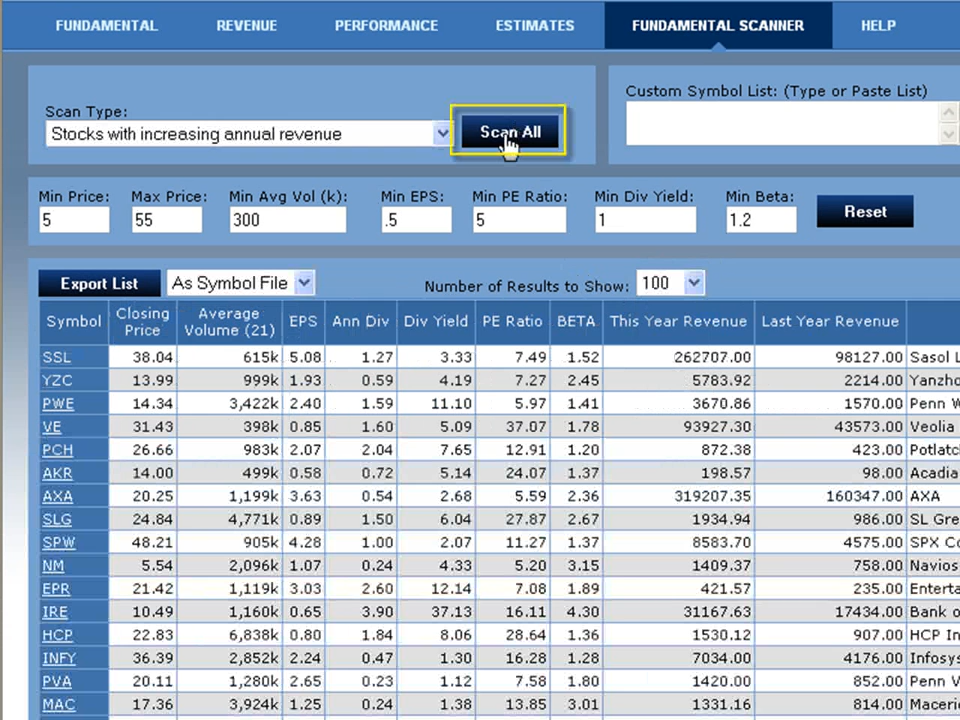 FUNDAMENTAL REVENUE PERFORMANCE ESTIMATES FUNDAMENTAL SCANNER HELP
Scan Type:
Stocks with increasing annual revenue
Scan All
Custom Symbol List: (Type or Paste List)
Min Price: Max Price: Min Avg Vol (k): Min EPS: Min PE Ratio: Min Div Yield: Min Beta:
5 55 300 .5 5 1 1.2
Reset
Export List As Symbol File Number of Results to Show: 100
Symbol Closing Price Average Volume (21) EPS Ann Div Div Yield PE Ratio BETA This Year Revenue Last Year Revenue
SSL 38.04 615k 5.08 1.27 3.33 7.49 1.52 262707.00 98127.00 Sasol L
YZC 13.99 999k 1.93 0.59 4.19 7.27 2.45 5783.92 2214.00 Yanzho
PWE 14.34 3,422k 2.40 1.59 11.10 5.97 1.41 3670.86 1570.00 Penn W
VE 31.43 398k 0.85 1.60 5.09 37.07 1.78 93927.30 43573.00 Veolia
PCH 26.66 983k 2.07 2.04 7.65 12.91 1.20 872.38 423.00 Potlatc
AKR 14.00 499k 0.58 0.72 5.14 24.07 1.37 198.57 98.00 Acadia
AXA 20.25 1,199k 3.63 0.54 2.68 5.59 2.36 319207.35 160347.00 AXA
SLG 24.84 4,771k 0.89 1.50 6.04 27.87 2.67 1934.94 986.00 SL Gre
SPW 48.21 905k 4.28 1.00 2.07 11.27 1.37 8583.70 4575.00 SPX Co
NM 5.54 2,096k 1.07 0.24 4.33 5.20 3.15 1409.37 758.00 Navios
EPR 21.42 1,119k 3.03 2.60 12.14 7.08 1.89 421.57 235.00 Enterta
IRE 10.49 1,160k 0.65 3.90 37.13 16.11 4.30 31167.63 17434.00 Bank o
HCP 22.83 6,838k 0.80 1.84 8.06 28.64 1.36 1530.12 907.00 HCP In
INFY 36.39 2,852k 2.24 0.47 1.30 16.28 1.28 7034.00 4176.00 Infosys
PVA 20.11 1,280k 2.65 0.23 1.12 7.58 1.80 1420.00 852.00 Penn V
MAC 17.36 3,924k 1.25 0.24 1.38 13.85 3.01 1331.16 814.00 Maceric